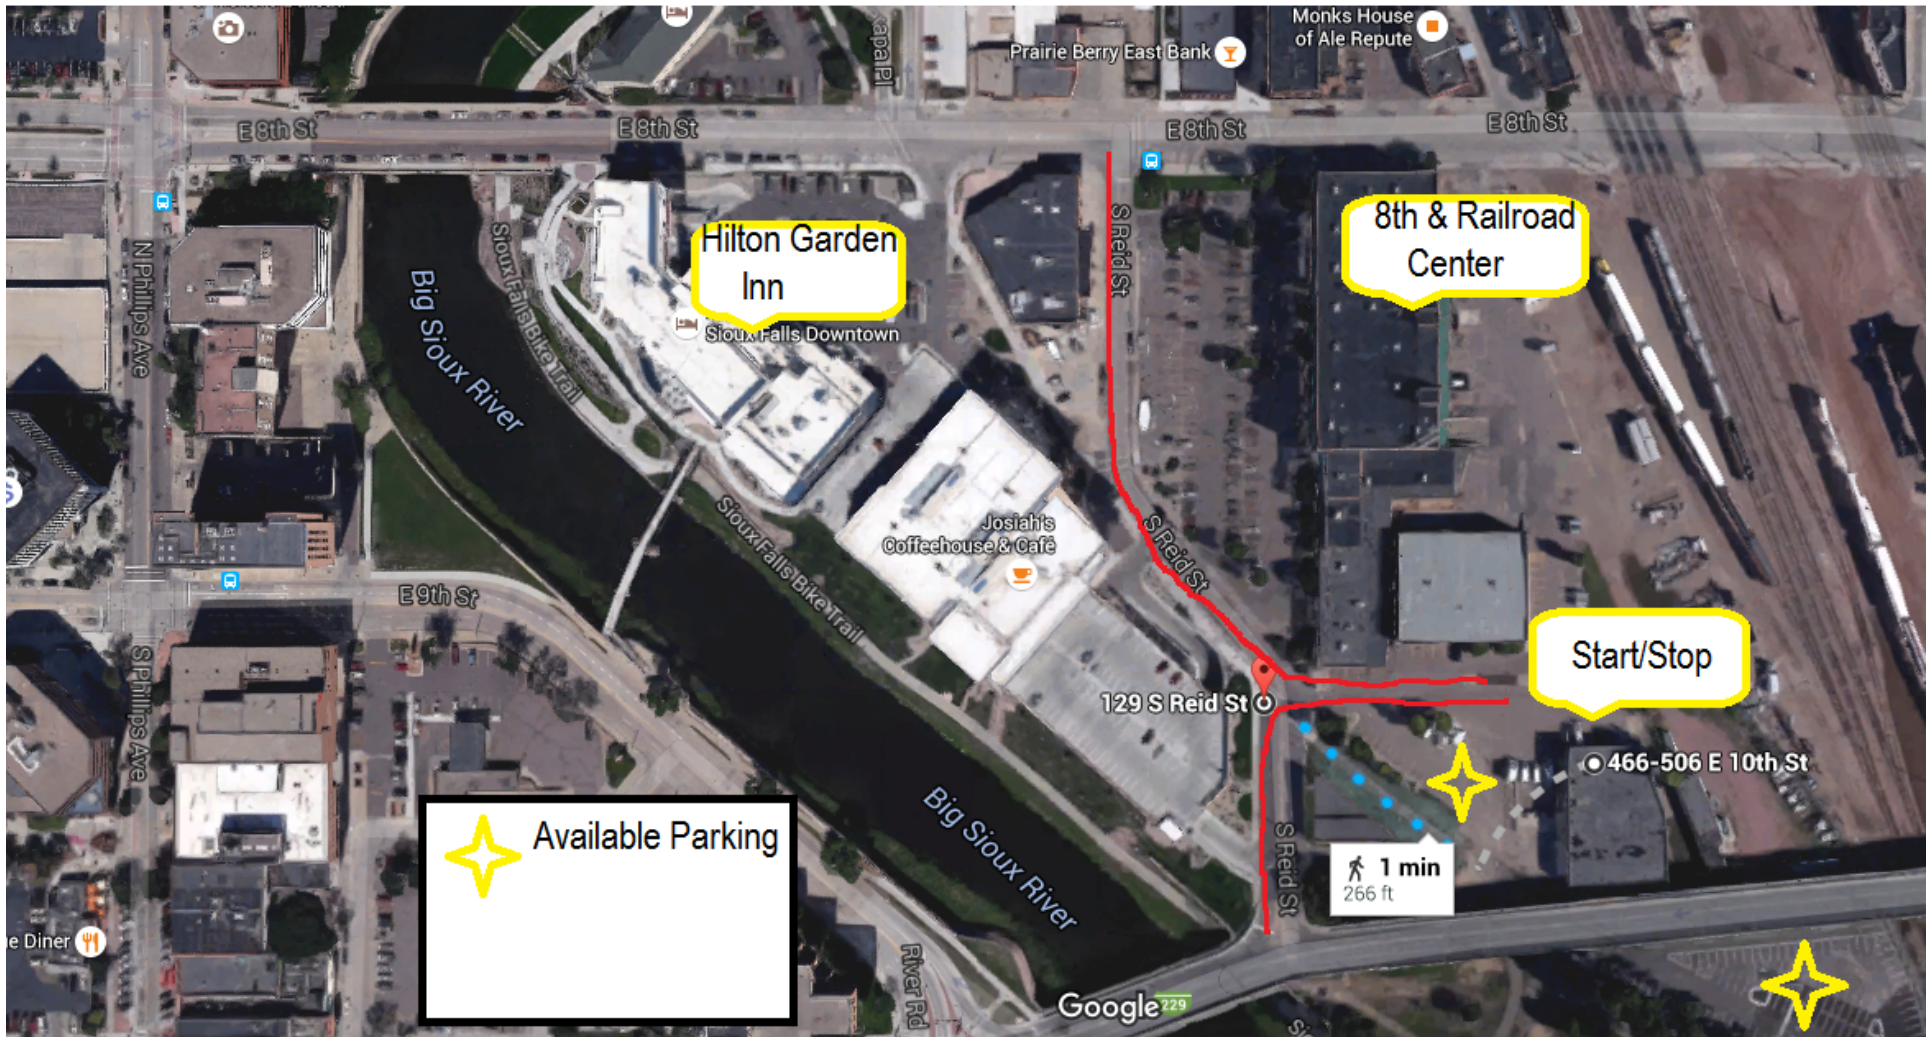 Monks House
of Ale Repute
Prairie Berry East Bank
E 8th St
E 8th St
E 8th St
E 8th St
N Phillips Ave
S Phillips Ave
Sioux Falls Bike Trail
Big Sioux River
Hilton Garden
Inn
Sioux Falls Downtown
S Reid St
8th & Railroad
Center
Josiah's
Coffeehouse & Café
S Reid St
Sioux Falls Bike Trail
E 9th St
Start/Stop
129 S Reid St
466-506 E 10th St
Big Sioux River
S Reid St
1 min
266 ft
Available Parking
Diner
River Rd
Google
229